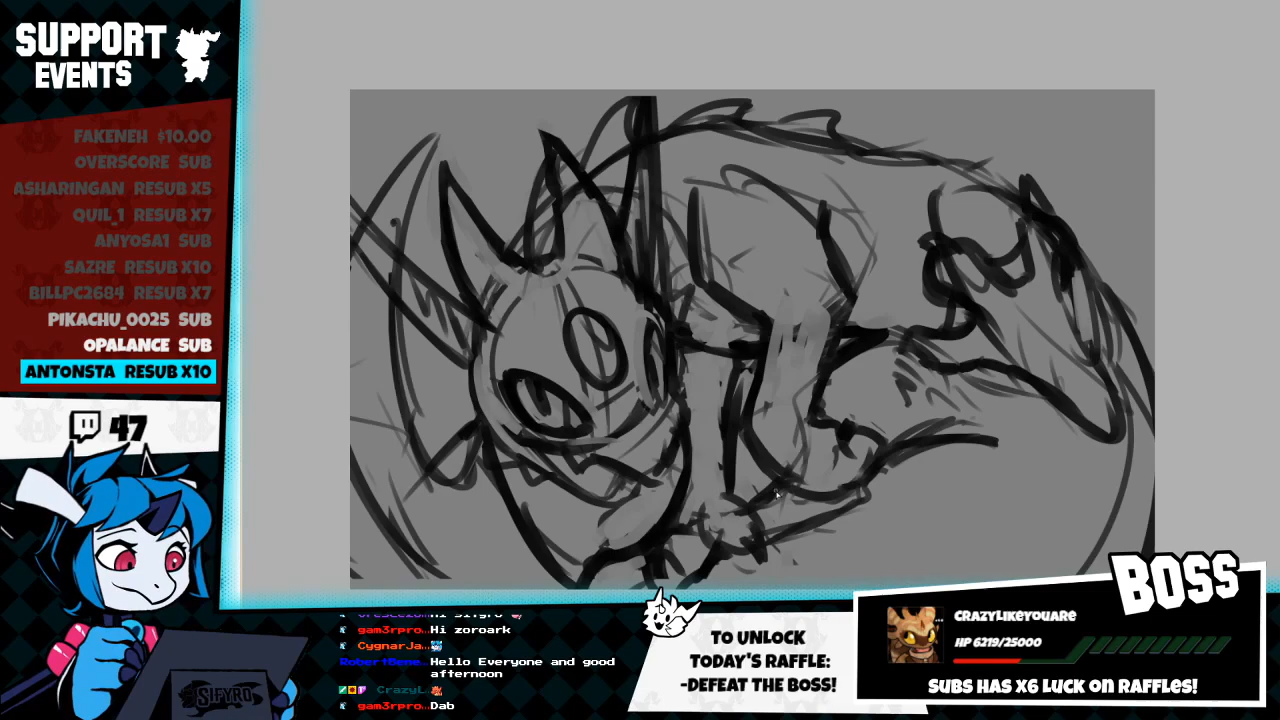 SUPPORT
EVENTS
FAKENEH $10.00
OVERSCORE SUB
ASHARINGAN RESUB X5
QUIL_1 RESUB X7
ANYOSA1 SUB
SAZRE RESUB X10
BILLPC2684 RESUB X7
PIKACHU_0025 SUB
OPALANCE SUB
ANTONSTA RESUB X10
47
SIFYRO
gam3rpro… Hi zoroark
CygnarJa…
RobertGene… Hello Everyone and good
afternoon
CrazyL…
gam3rpro… Dab
TO UNLOCK
TODAY'S RAFFLE:
-DEFEAT THE BOSS!
BOSS
CRAZYLIKEYOUARE
HP 6219/25000
SUBS HAS X6 LUCK ON RAFFLES!